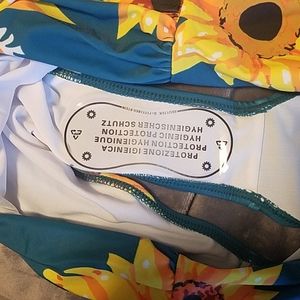 PROTEZIONE IGIENICA
PROTECTION HYGIENIQUE
HYGIENIC PROTECTION
HYGIENISCHER SCHUTZ